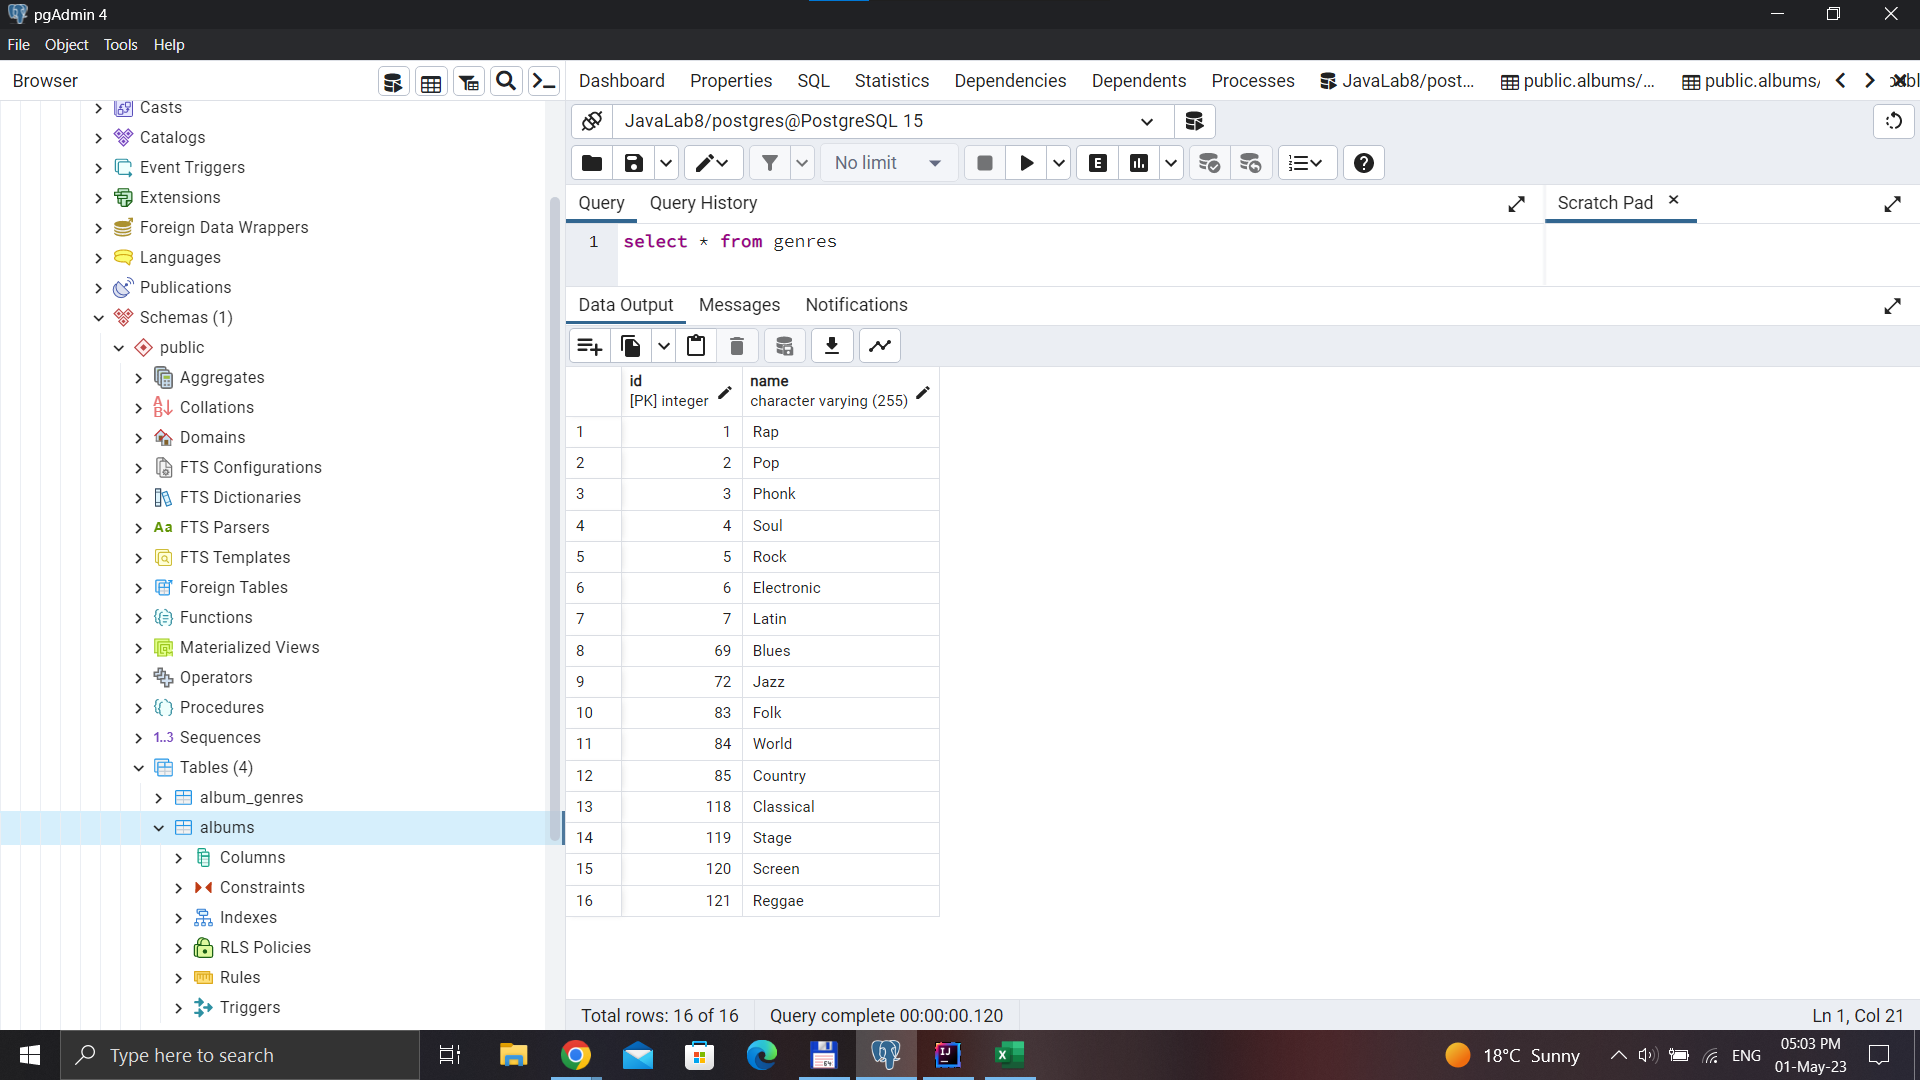 pgAdmin 4
File Object Tools Help
Browser
Dashboard Properties SQL Statistics Dependencies Dependents Processes JavaLab8/post... public.albums/... public.albums/
JavaLab8/postgres@PostgreSQL 15
No limit
E
Query Query History
Scratch Pad
1 select * from genres
Data Output Messages Notifications
id
[PK] integer
name
character varying (255)
1 1 Rap
2 2 Pop
3 3 Phonk
4 4 Soul
5 5 Rock
6 6 Electronic
7 7 Latin
8 69 Blues
9 72 Jazz
10 83 Folk
11 84 World
12 85 Country
13 118 Classical
14 119 Stage
15 120 Screen
16 121 Reggae
Total rows: 16 of 16 Query complete 00:00:00.120
Ln 1, Col 21
Casts
Catalogs
Event Triggers
Extensions
Foreign Data Wrappers
Languages
Publications
Schemas (1)
public
Aggregates
Collations
Domains
FTS Configurations
FTS Dictionaries
Aa FTS Parsers
FTS Templates
Foreign Tables
Functions
Materialized Views
Operators
Procedures
1..3 Sequences
Tables (4)
album_genres
albums
Columns
Constraints
Indexes
RLS Policies
Rules
Triggers
Type here to search
18°C Sunny
ENG
05:03 PM
01-May-23